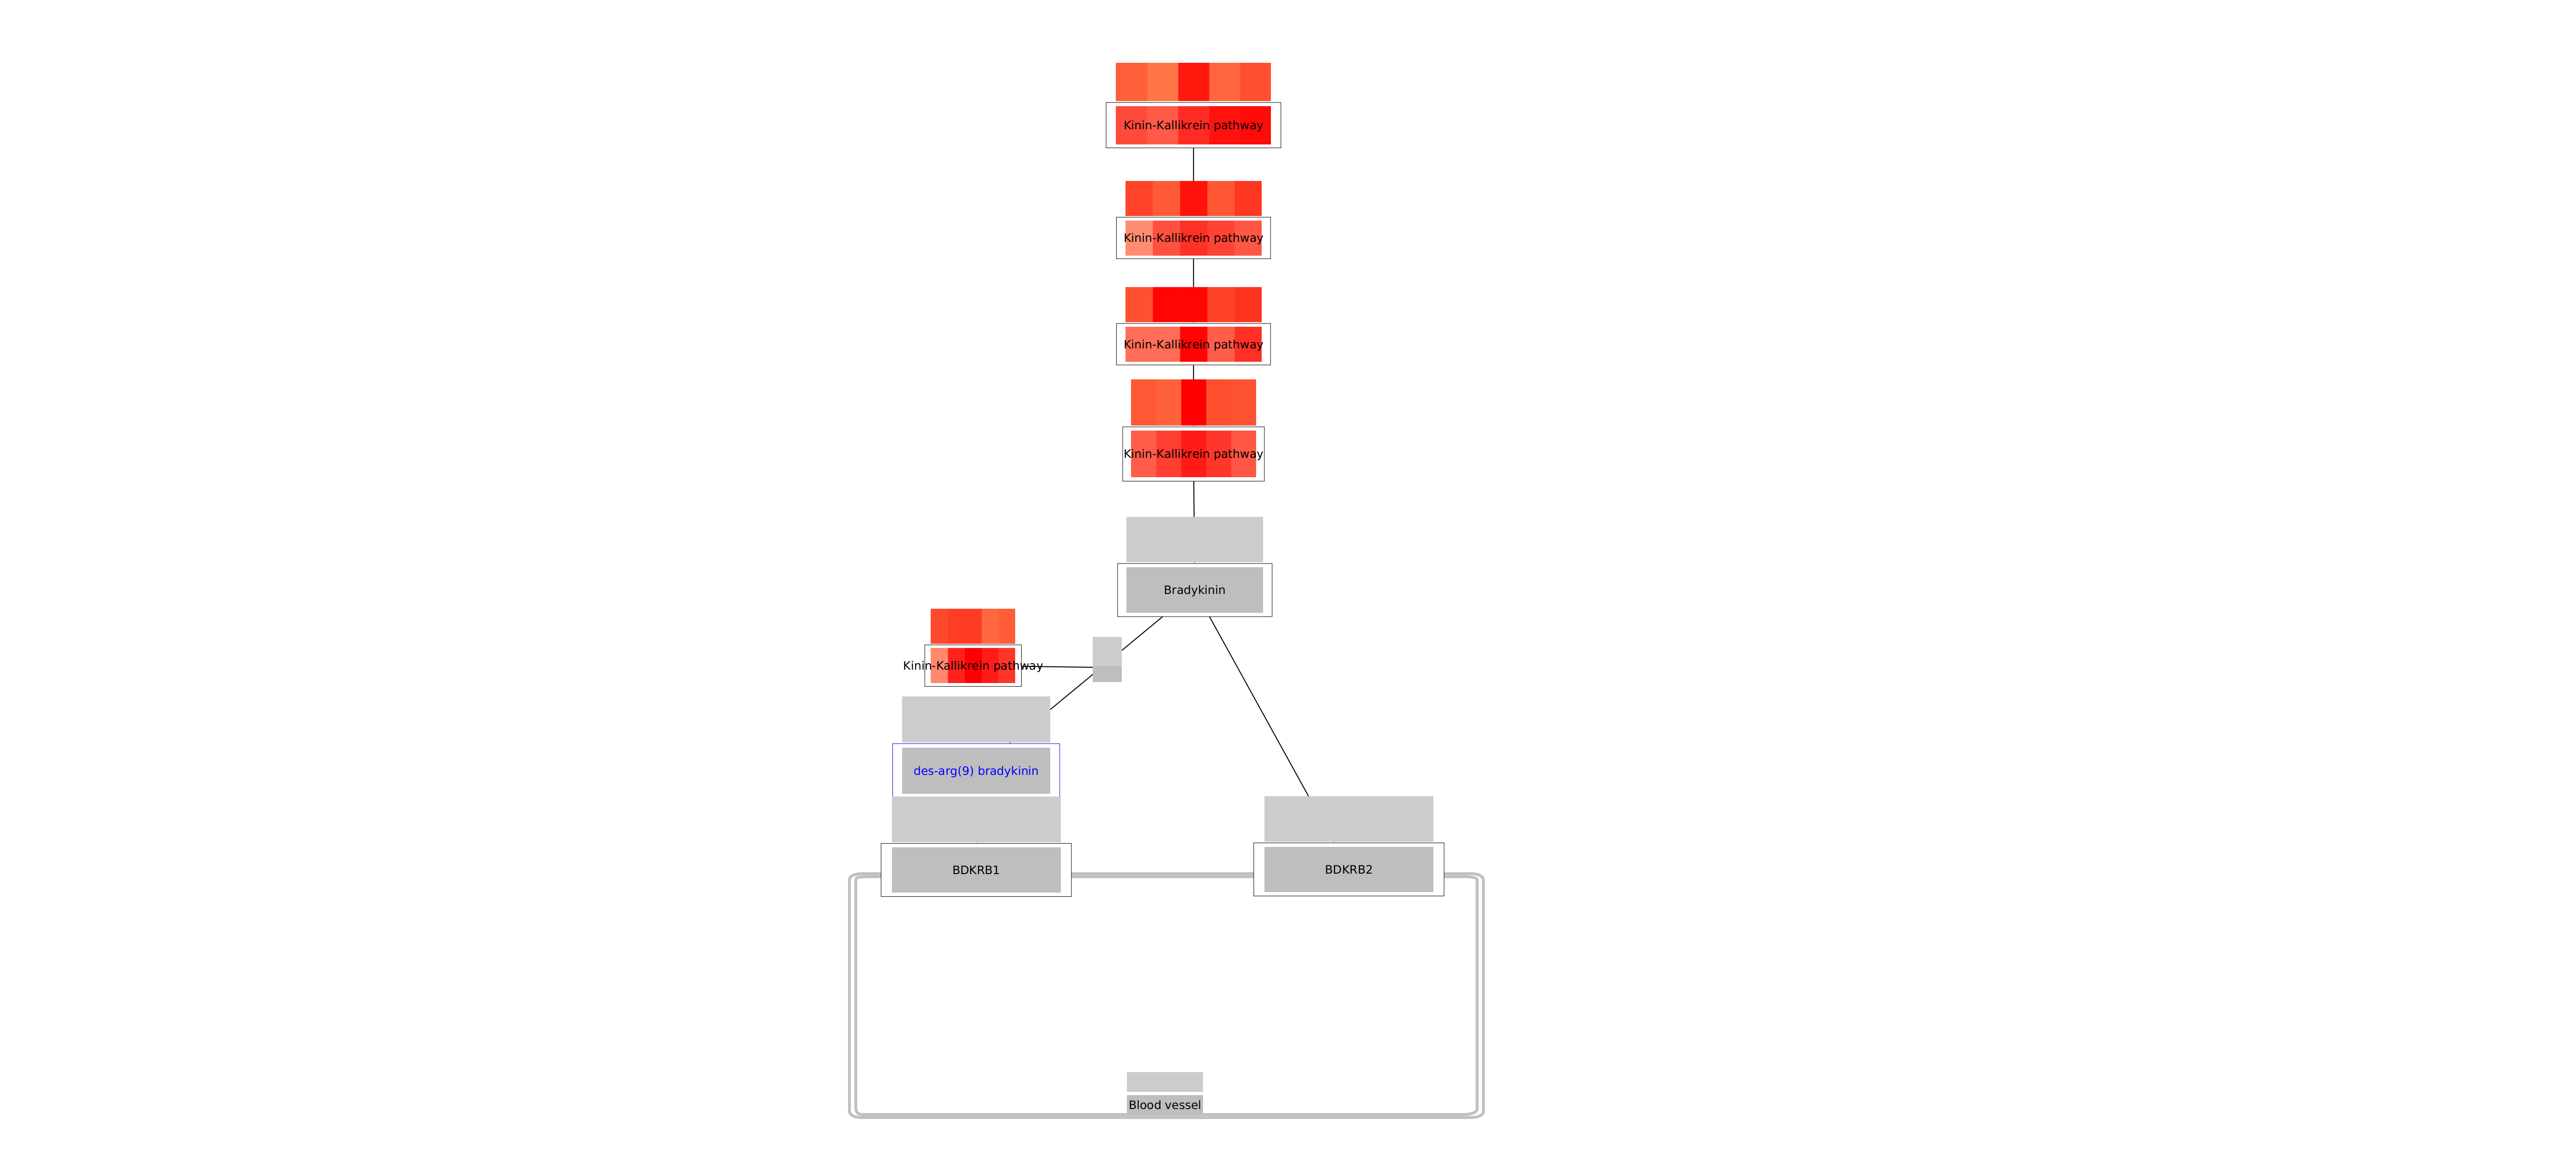 Kinin-Kallikrein pathway
Kinin-Kallikrein pathway
Kinin-Kallikrein pathway
Kinin-Kallikrein pathway
Bradykinin
Kinin-Kallikrein pathway
des-arg(9) bradykinin
BDKRB1
BDKRB2
Blood vessel